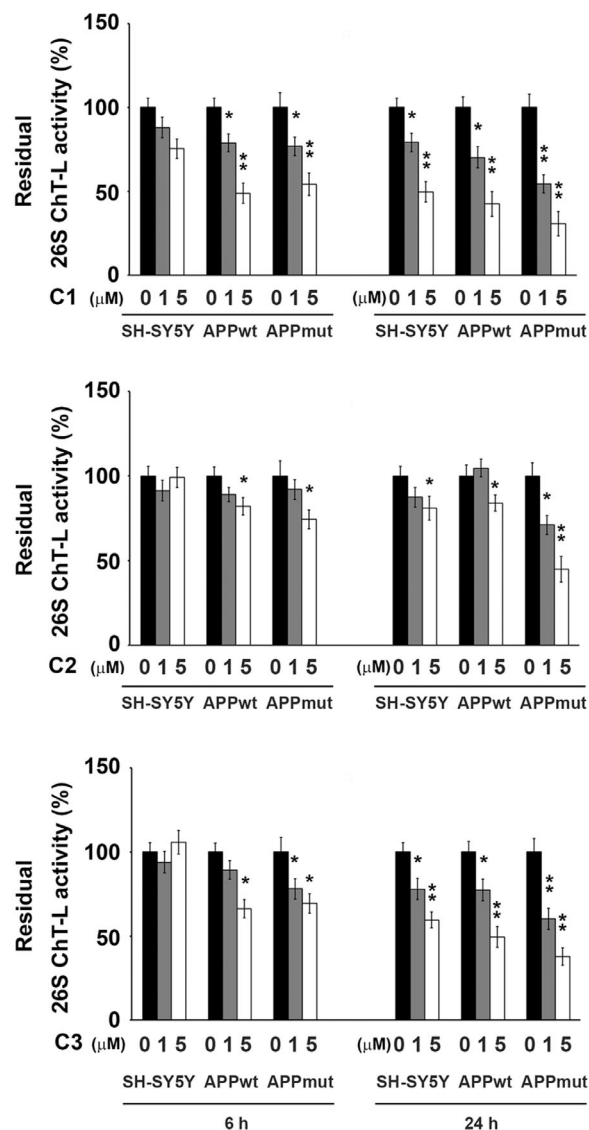 150
100
50
0
Residual
26S ChT-L activity (%)
* ** * ** * ** * ** ** **
C1 (μM) 0 1 5 0 1 5 0 1 5 (μM) 0 1 5 0 1 5 0 1 5
SH-SY5Y APPwt APPmut SH-SY5Y APPwt APPmut
150
100
50
0
Residual
26S ChT-L activity (%)
* * * * * **
C2 (μM) 0 1 5 0 1 5 0 1 5 (μM) 0 1 5 0 1 5 0 1 5
SH-SY5Y APPwt APPmut SH-SY5Y APPwt APPmut
150
100
50
0
Residual
26S ChT-L activity (%)
* * * * ** * ** ** **
C3 (μM) 0 1 5 0 1 5 0 1 5 (μM) 0 1 5 0 1 5 0 1 5
SH-SY5Y APPwt APPmut SH-SY5Y APPwt APPmut
6 h 24 h